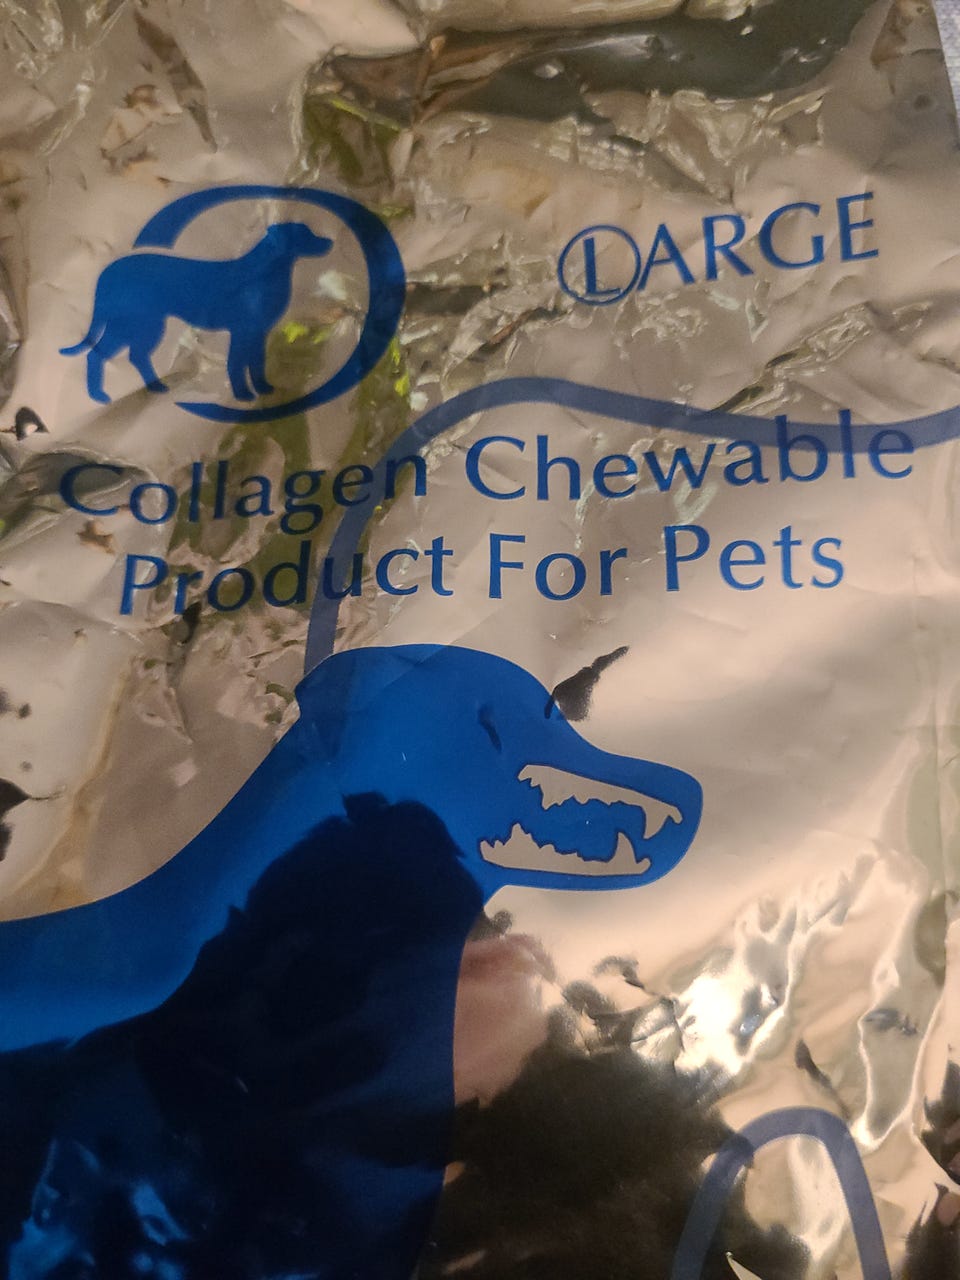 LARGE
Collagen Chewable
Product For Pets